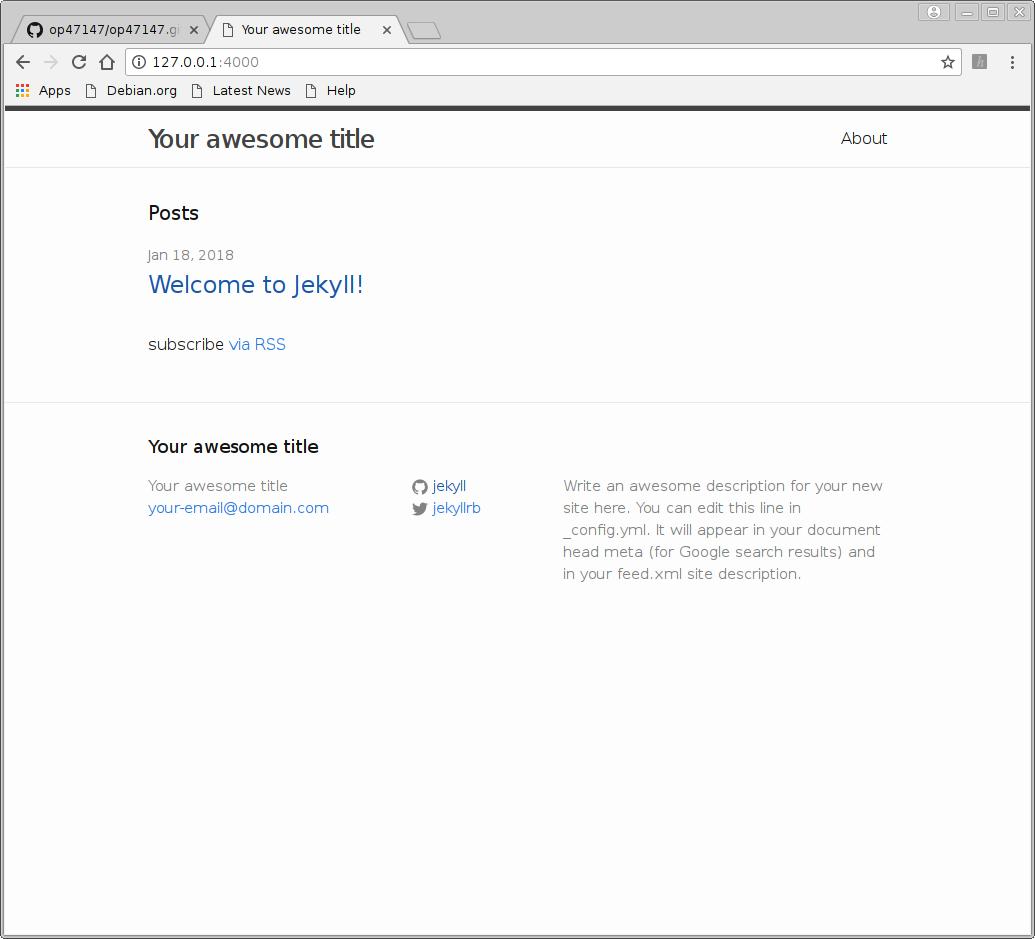 op47147/op47147.gi
Your awesome title
127.0.0.1:4000
h
Apps Debian.org Latest News Help
Your awesome title
About
Posts
Jan 18, 2018
Welcome to Jekyll!
subscribe via RSS
Your awesome title
Your awesome title
your-email@domain.com
jekyll
jekyllrb
Write an awesome description for your new
site here. You can edit this line in
_config.yml. It will appear in your document
head meta (for Google search results) and
in your feed.xml site description.